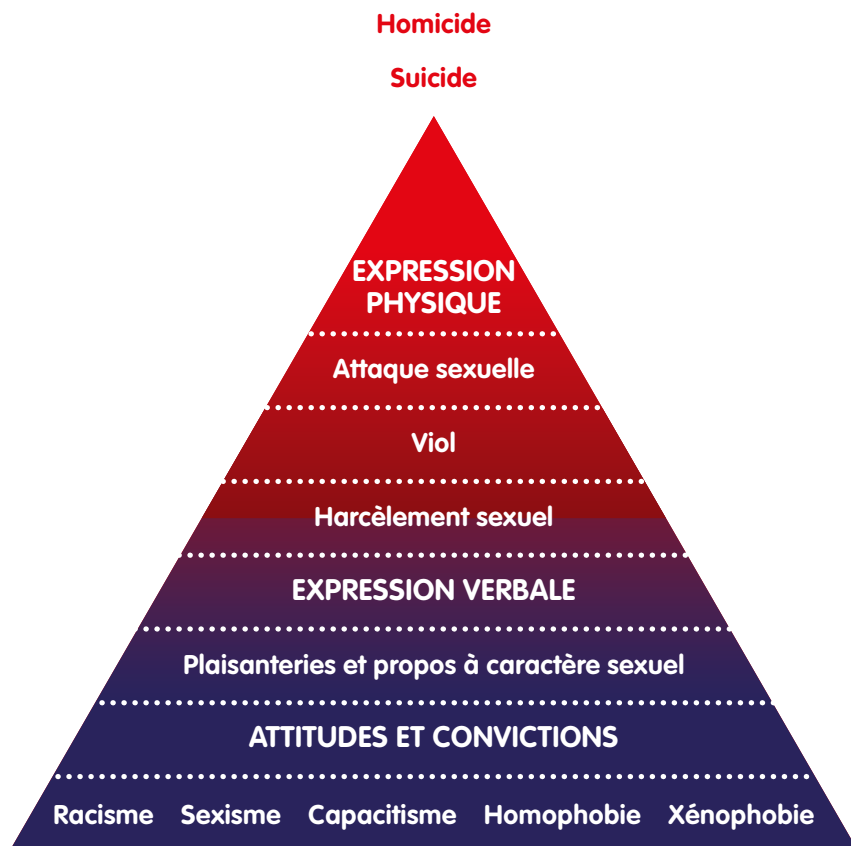 Homicide
Suicide
EXPRESSION
PHYSIQUE
Attaque sexuelle
Viol
Harcèlement sexuel
EXPRESSION VERBALE
Plaisanteries et propos à caractère sexuel
ATTITUDES ET CONVICTIONS
Racisme Sexisme Capacitisme Homophobie Xénophobie